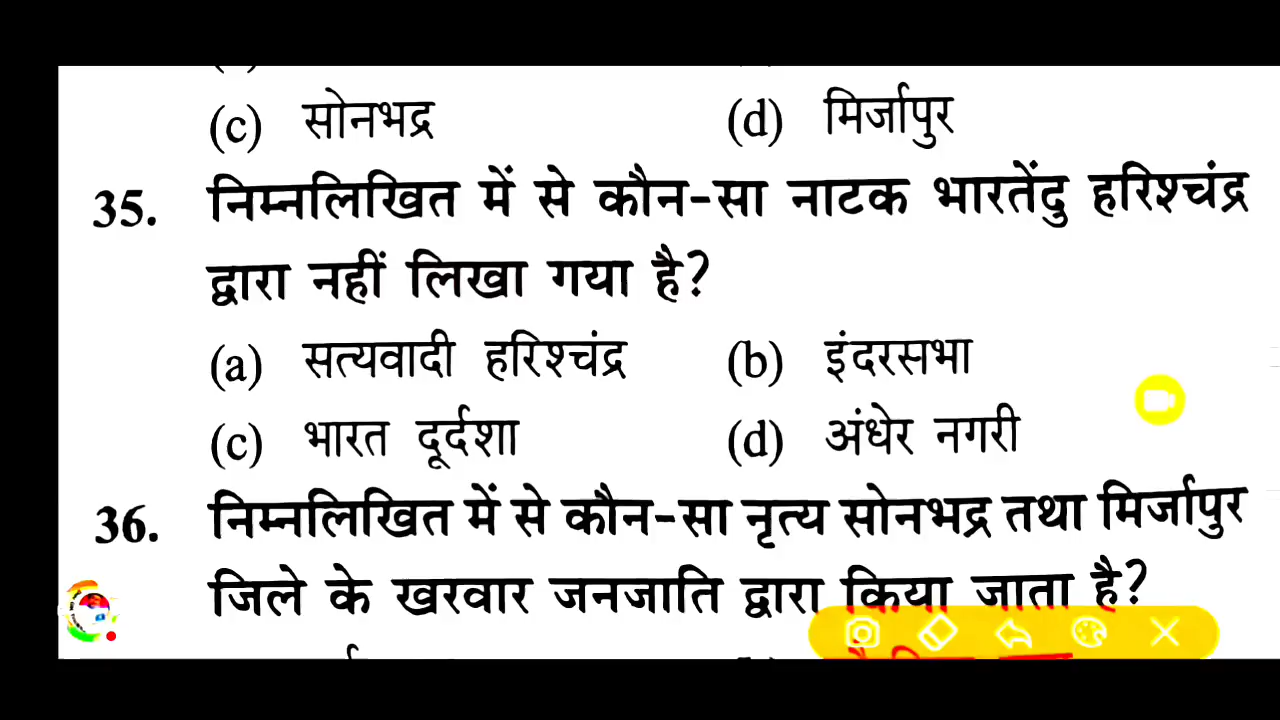 (c) सोनभद्र (d) मिर्जापुर
35. निम्नलिखित में से कौन-सा नाटक भारतेंदु हरिश्चंद्र
द्वारा नहीं लिखा गया है?
(a) सत्यवादी हरिश्चंद्र (b) इंदरसभा
(c) भारत दूर्दशा (d) अंधेर नगरी
36. निम्नलिखित में से कौन-सा नृत्य सोनभद्र तथा मिर्जापुर
जिले के खरवार जनजाति द्वारा किया जाता है?